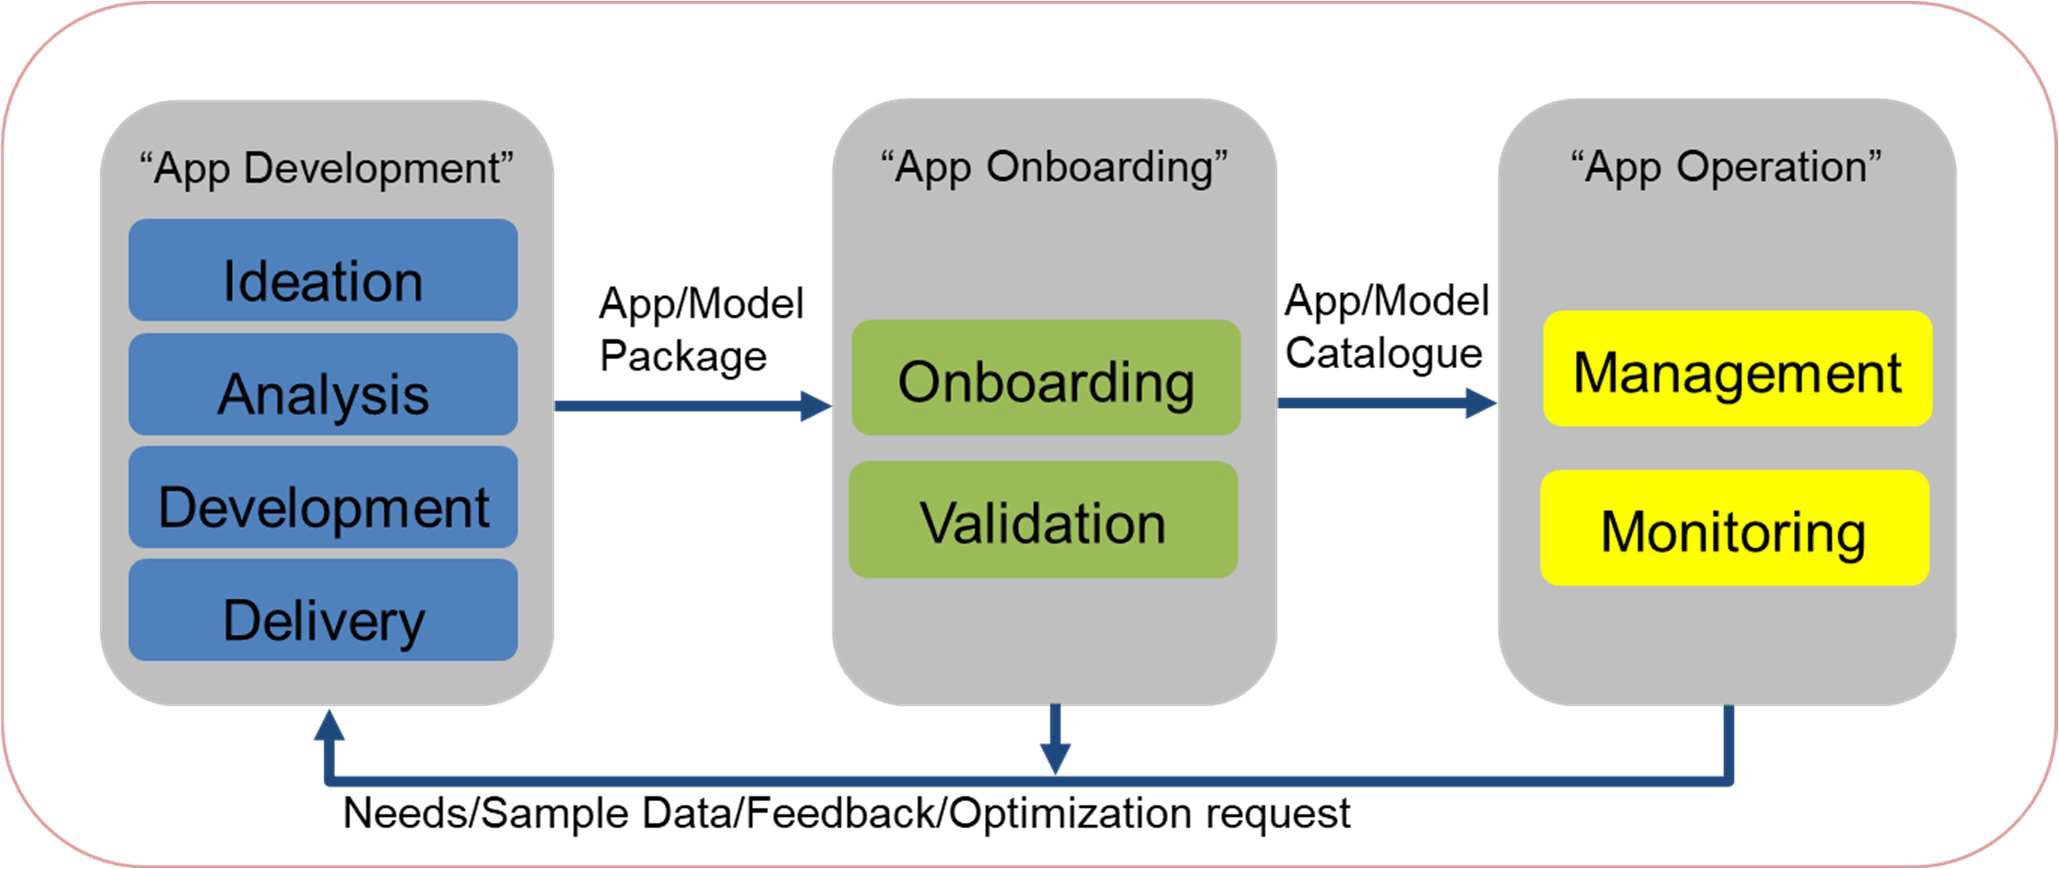 “App Development”
Ideation
Analysis
Development
Delivery
App/Model
Package
“App Onboarding”
Onboarding
Validation
App/Model
Catalogue
“App Operation”
Management
Monitoring
Needs/Sample Data/Feedback/Optimization request